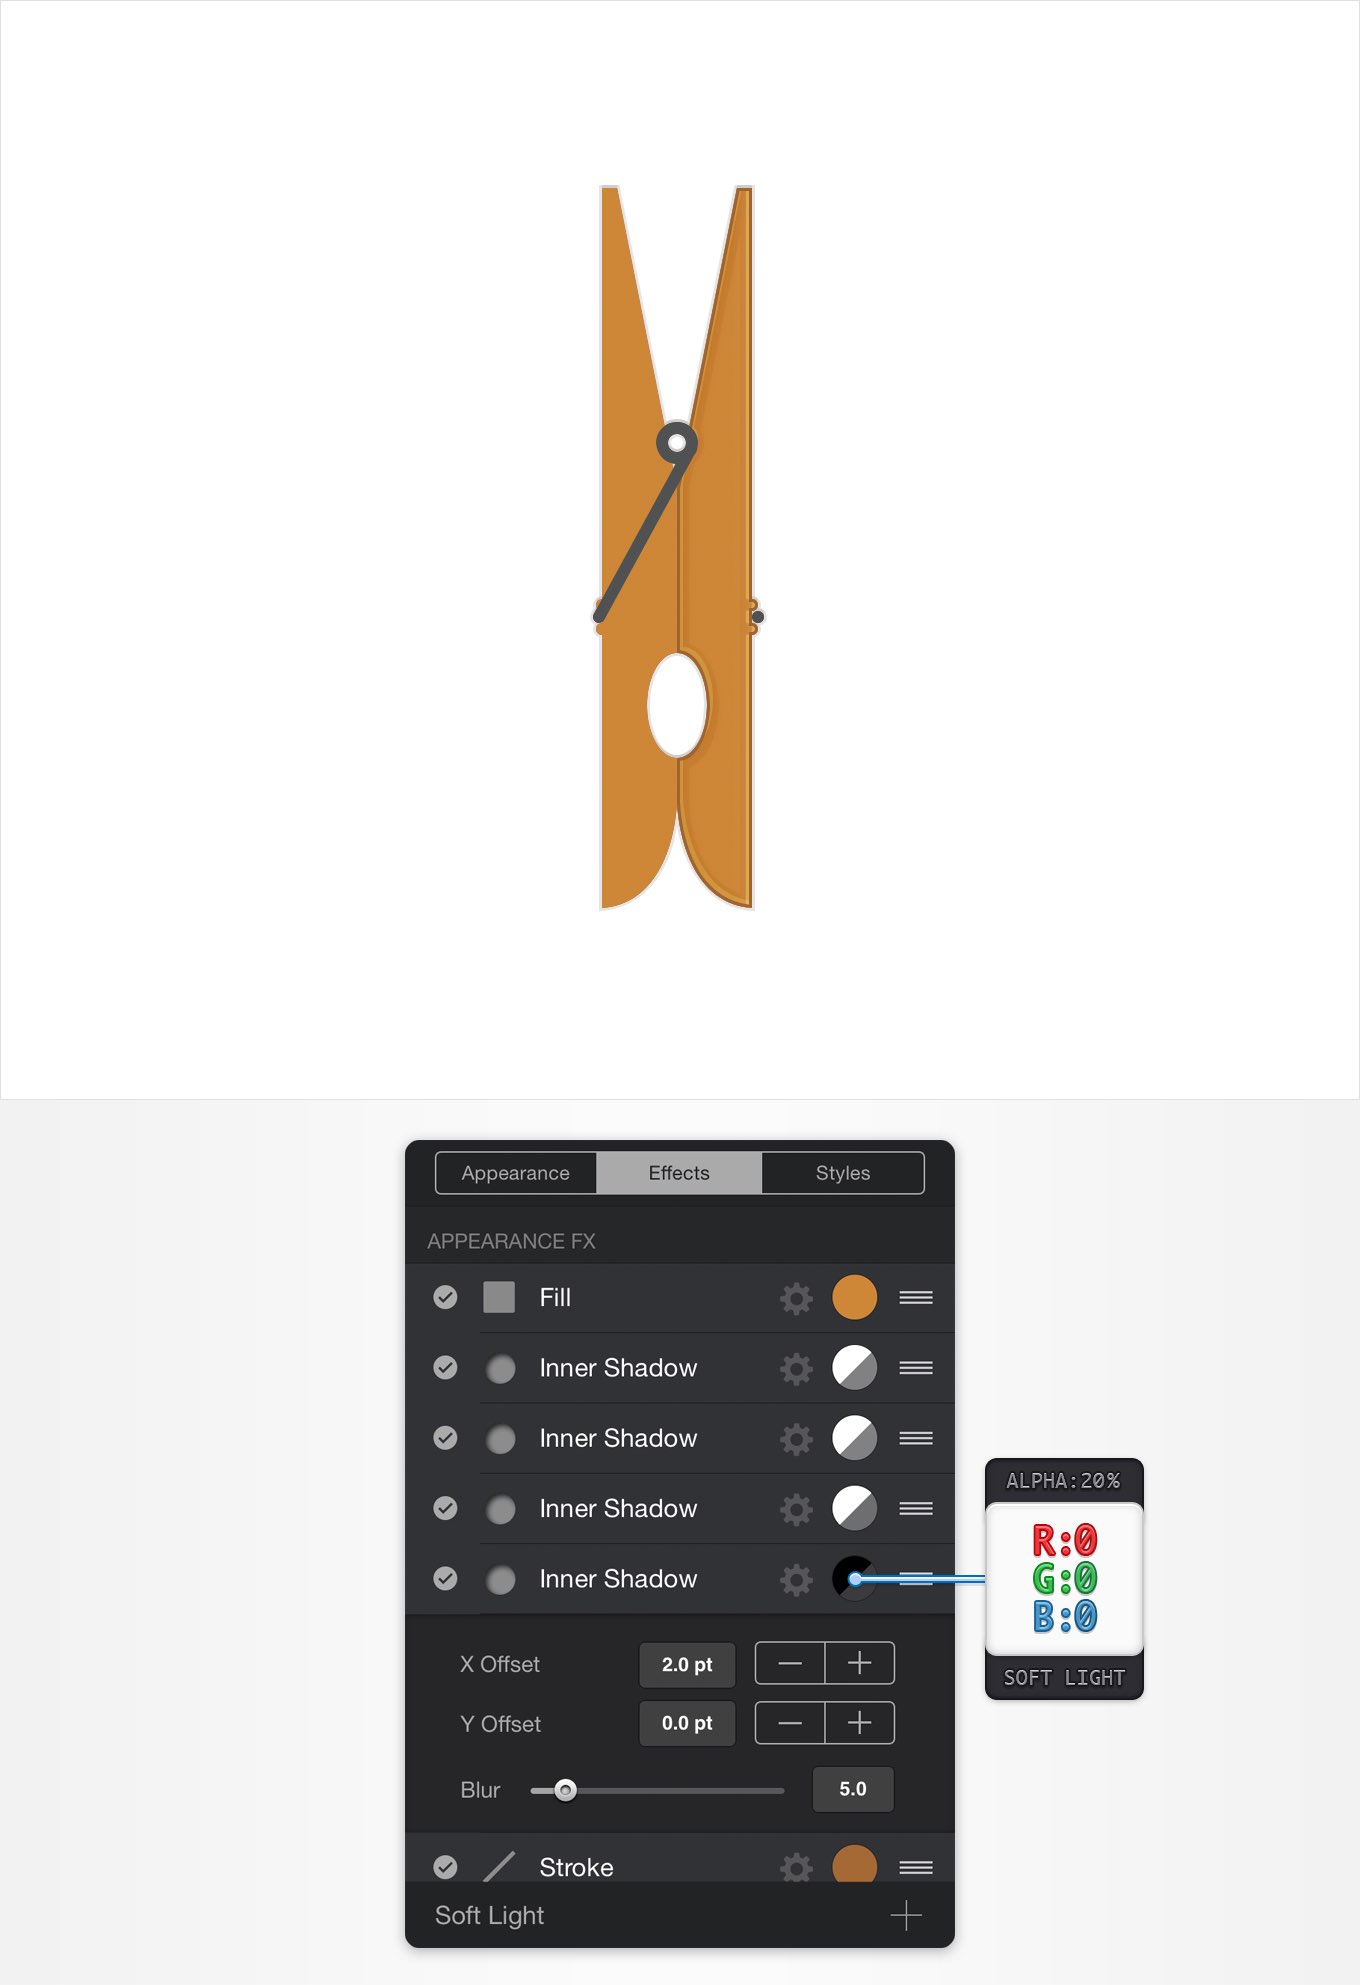 Appearance Effects Styles
APPEARANCE FX
Fill
Inner Shadow
Inner Shadow
Inner Shadow
Inner Shadow
ALPHA:20%
R:0
G:0
B:0
SOFT LIGHT
X Offset 2.0 pt
Y Offset 0.0 pt
Blur 5.0
Stroke
Soft Light